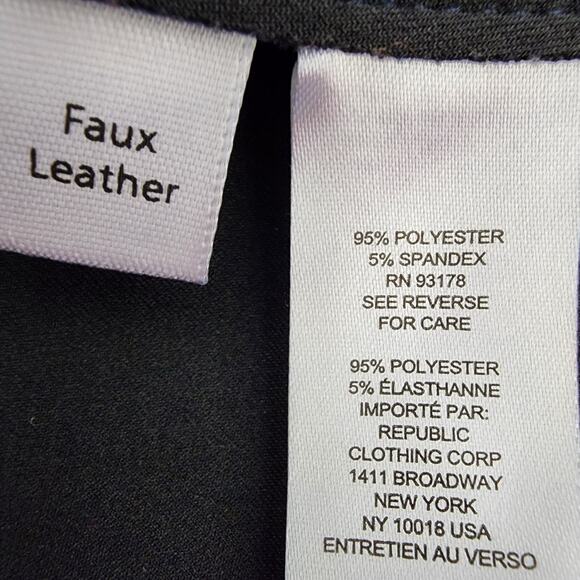 Faux
Leather
95% POLYESTER
5% SPANDEX
RN 93178
SEE REVERSE
FOR CARE
95% POLYESTER
5% ÉLASTHANNE
IMPORTÉ PAR:
REPUBLIC
CLOTHING CORP
1411 BROADWAY
NEW YORK
NY 10018 USA
ENTRETIEN AU VERSO